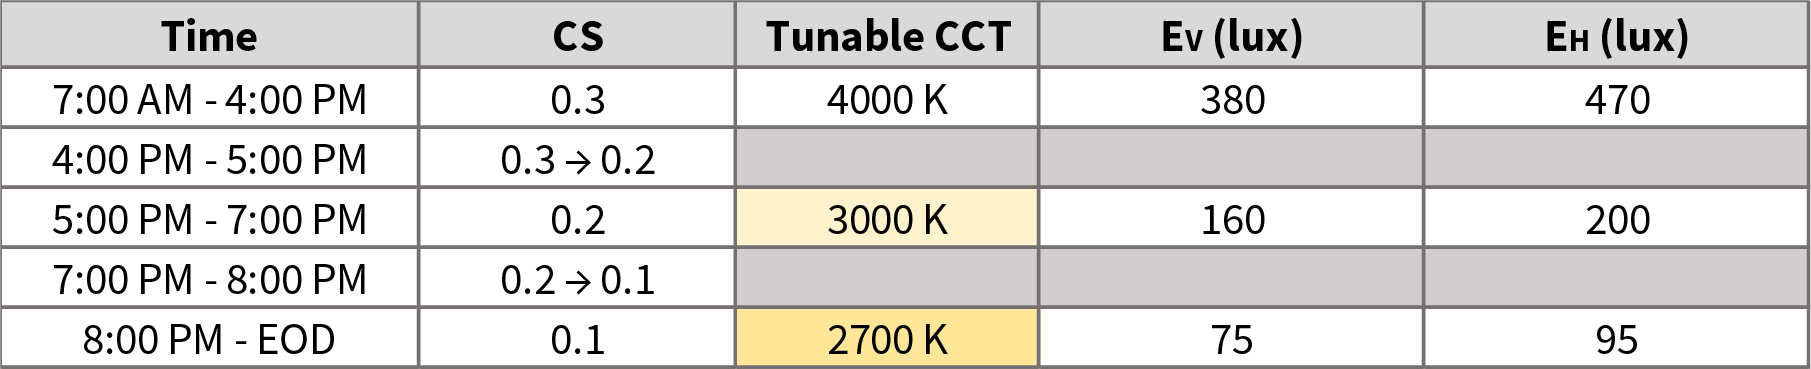 Time CS Tunable CCT EV (lux) EH (lux)
7:00 AM - 4:00 PM 0.3 4000 K 380 470
4:00 PM - 5:00 PM 0.3 → 0.2
5:00 PM - 7:00 PM 0.2 3000 K 160 200
7:00 PM - 8:00 PM 0.2 → 0.1
8:00 PM - EOD 0.1 2700 K 75 95